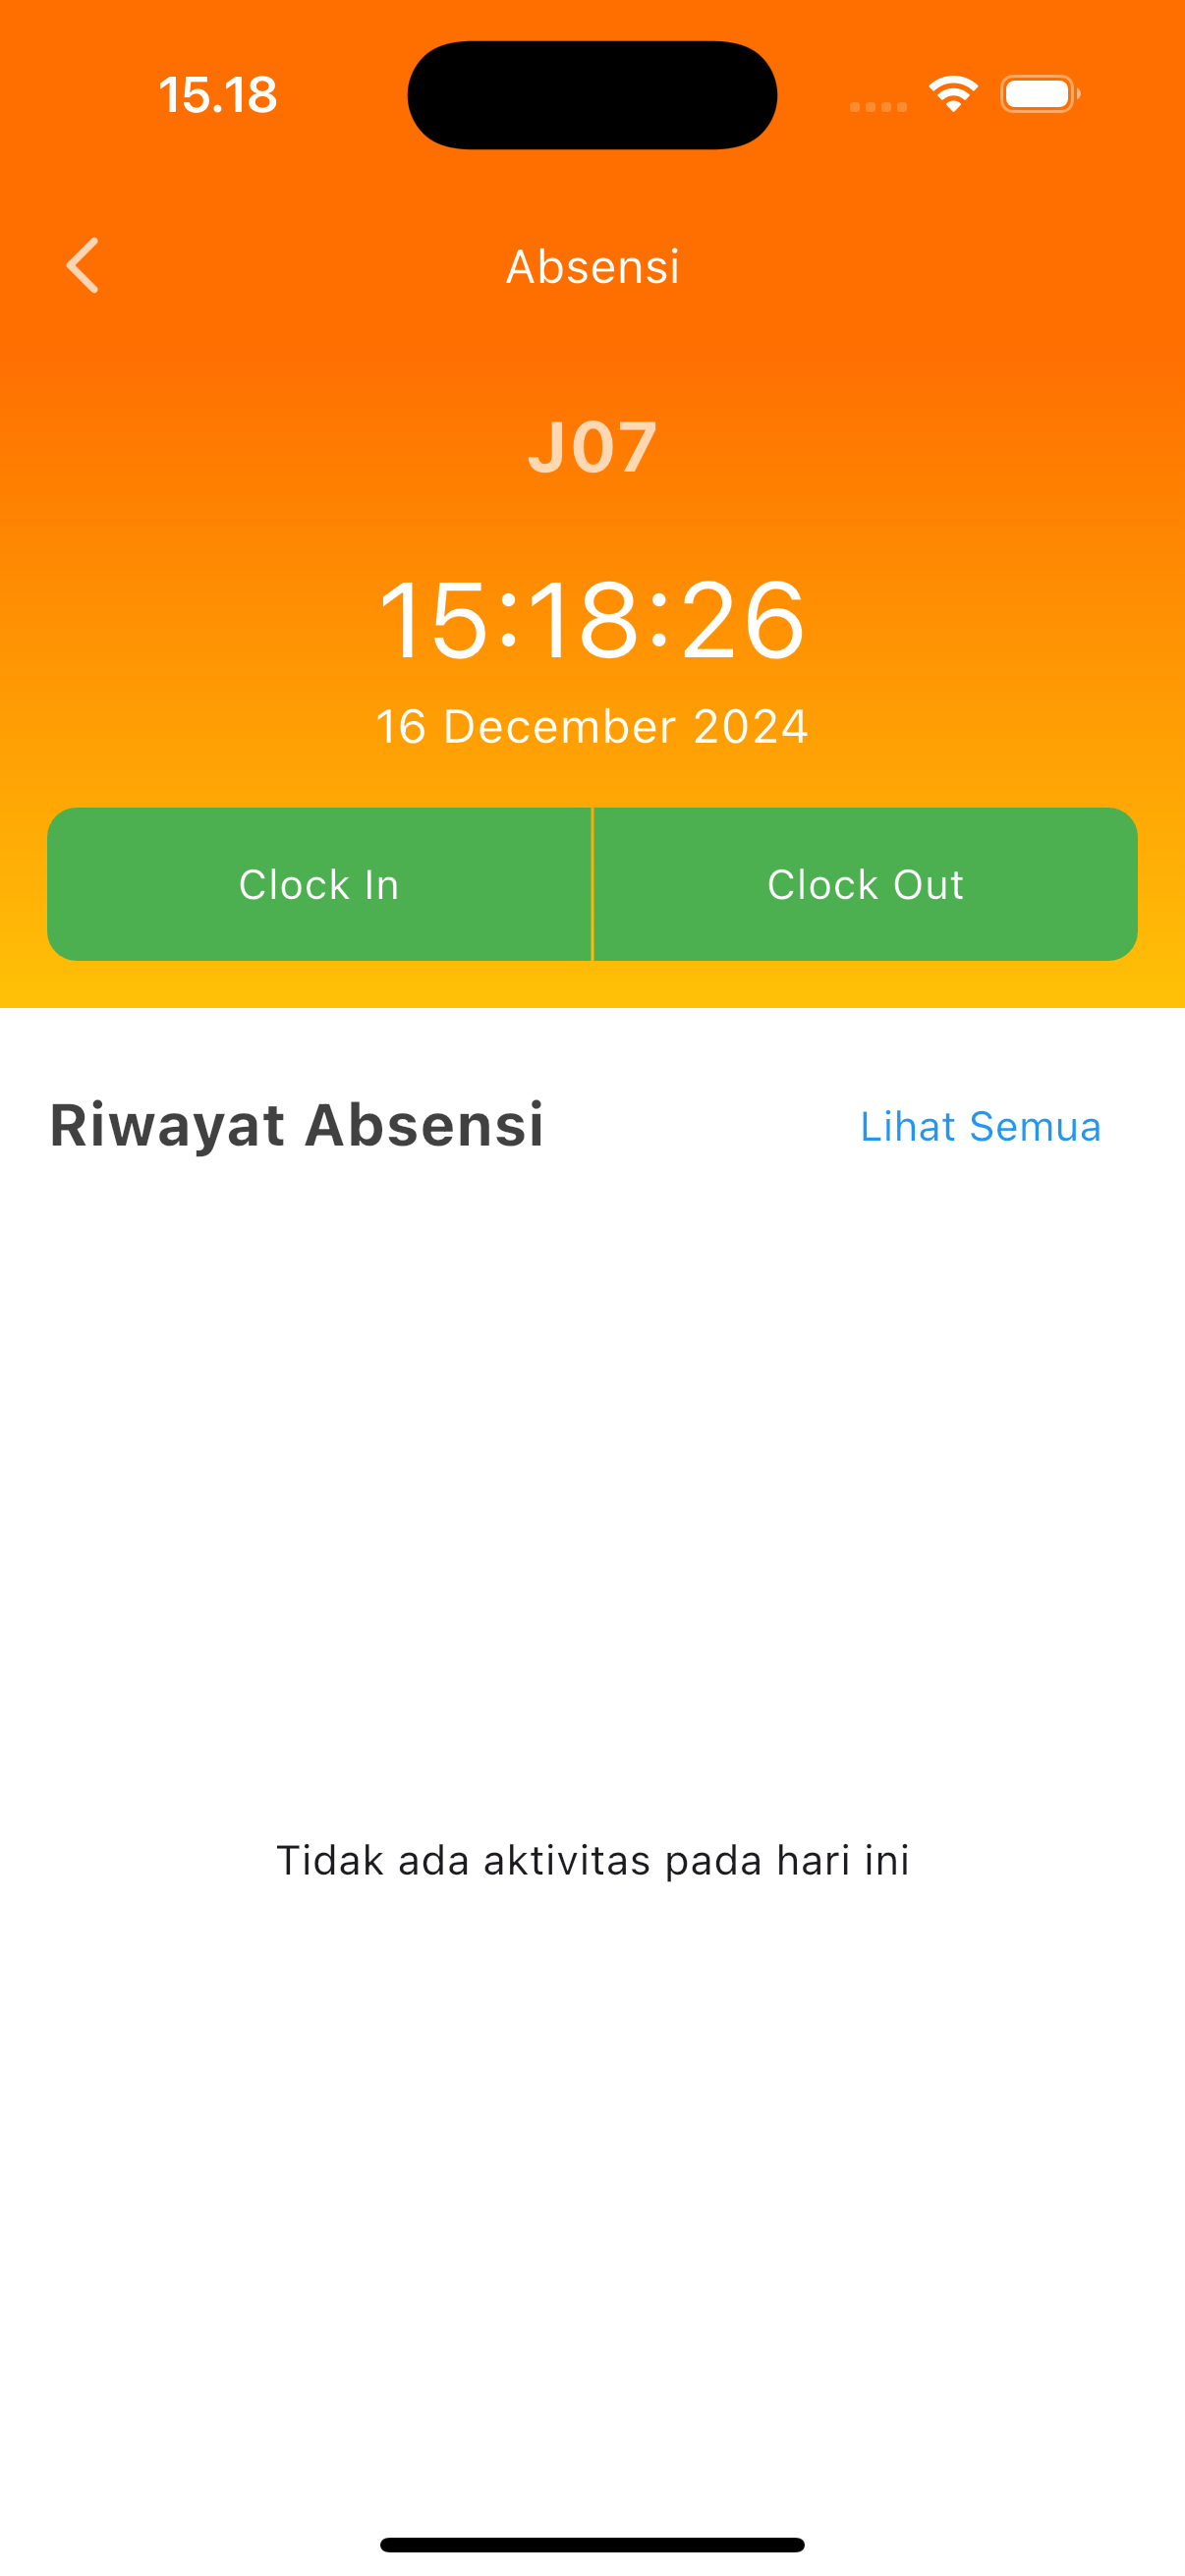 15.18
Absensi
J07
15:18:26
16 December 2024
Clock In
Clock Out
Riwayat Absensi
Lihat Semua
Tidak ada aktivitas pada hari ini